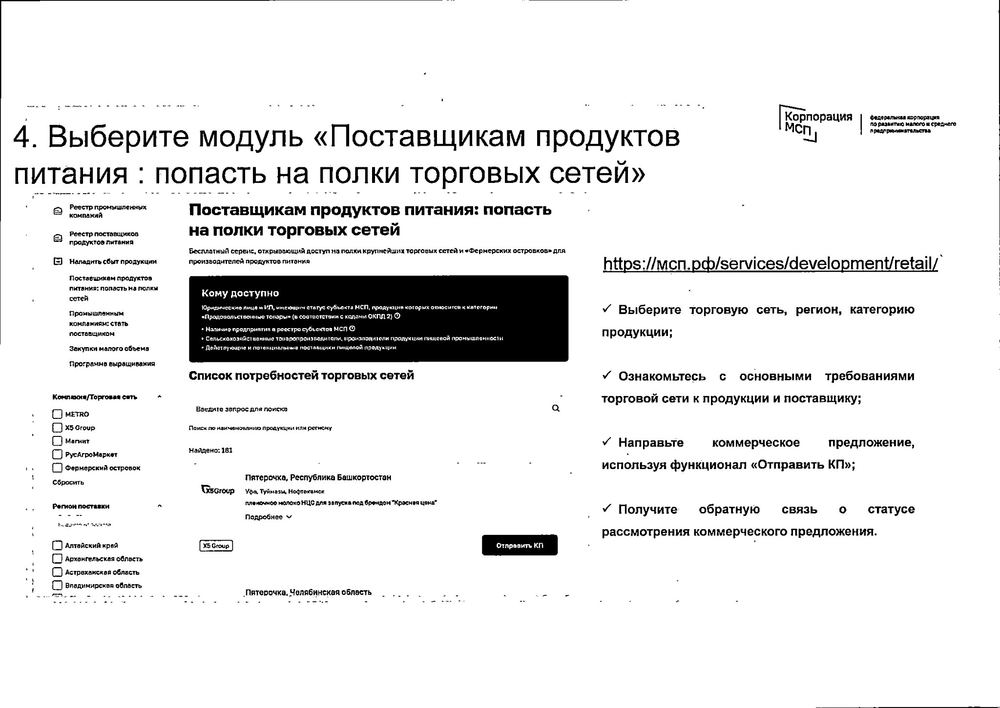 Корпорация
МСП
федеральная корпорация
по развитию малого и среднего
предпринимательства
4. Выберите модуль «Поставщикам продуктов
питания : попасть на полки торговых сетей»
Реестр промышленных
компаний
Реестр поставщиков
продуктов питания
Наладить сбыт продукции
Поставщикам продуктов
питания: попасть на полки
сетей
Промышленным
компаниям: стать
поставщиком
Закупки малого объема
Программа выращивания
Компания/Торговая сеть
METRO
X5 Group
Магнит
РусАгроМаркет
Фермерский островок
Сбросить
Регион поставки
Алтайский край
Архангельская область
Астраханская область
Владимирская область
Поставщикам продуктов питания: попасть
на полки торговых сетей
Бесплатный сервис, открывающий доступ на полки крупнейших торговых сетей и «Фермерских островков» для
производителей продуктов питания
Кому доступно
Юридические лица и ИП, имеющим статус субъекта МСП, продукция которых относится к категории
«Продовольственные товары» (в соответствии с кодами ОКПД 2)
• Наличие предприятия в реестре субъектов МСП
• Сельскохозяйственные товаропроизводители, производители продукции пищевой промышленности
• Действующие и потенциальные поставщики пищевой продукции
Список потребностей торговых сетей
Введите запрос для поиска
Поиск по наименованию продукции или региону
Найдено: 181
X5Group
Пятерочка, Республика Башкортостан
Уфа, Туймазы, Нефтекамск
пленочное молоко НЦС для запуска под брендом "Красная цена"
Подробнее
X5 Group
Отправить КП
Пятерочка, Челябинская область
https://мсп.рф/services/development/retail/
✓ Выберите торговую сеть, регион, категорию
продукции;
✓ Ознакомьтесь с основными требованиями
торговой сети к продукции и поставщику;
✓ Направьте коммерческое предложение,
используя функционал «Отправить КП»;
✓ Получите обратную связь о статусе
рассмотрения коммерческого предложения.